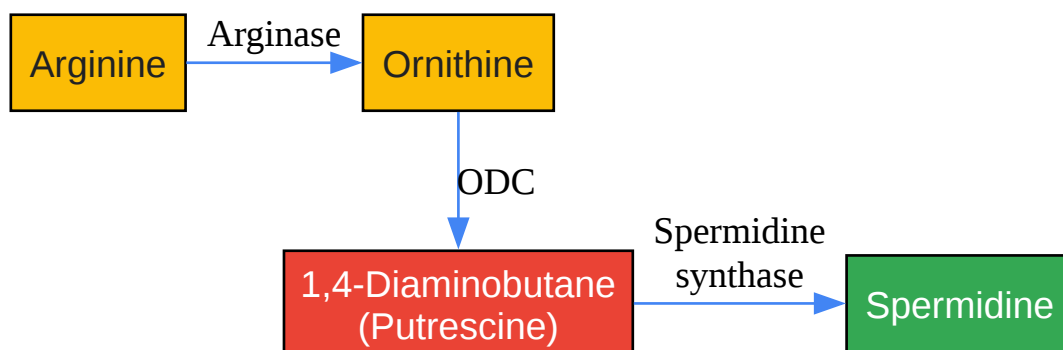 Arginine
Arginase
Ornithine
ODC
1,4-Diaminobutane
(Putrescine)
Spermidine
synthase
Spermidine